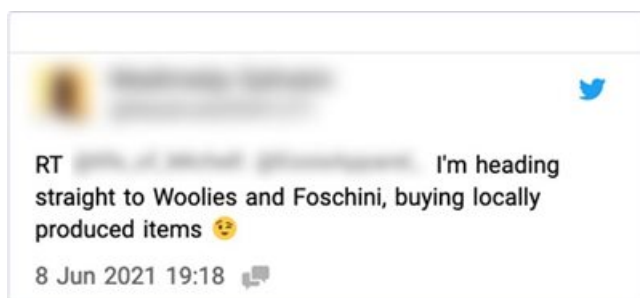 RT I'm heading
straight to Woolies and Foschini, buying locally
produced items 😉
8 Jun 2021 19:18